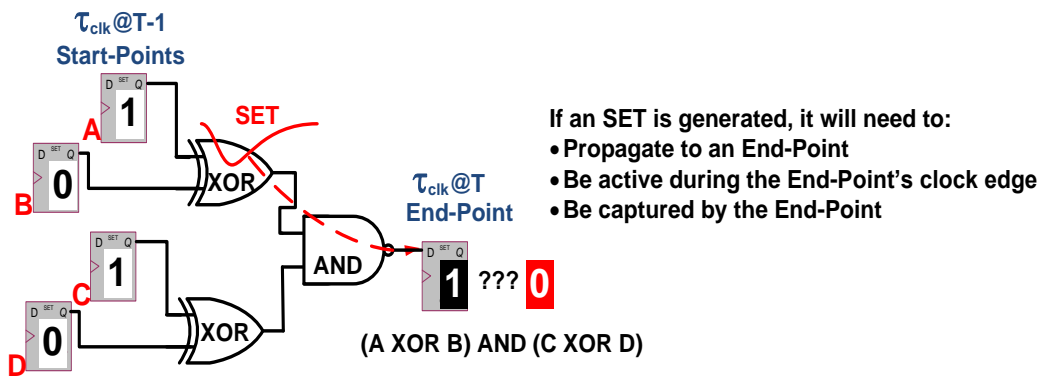 τclk@T-1
Start-Points
D SET Q
1
A
SET
XOR
D SET Q
0
B
If an SET is generated, it will need to:
•Propagate to an End-Point
•Be active during the End-Point's clock edge
•Be captured by the End-Point
τclk@T
End-Point
D SET Q
1
C
AND
D SET Q
1 ??? 0
D SET Q
0
D
XOR
(A XOR B) AND (C XOR D)